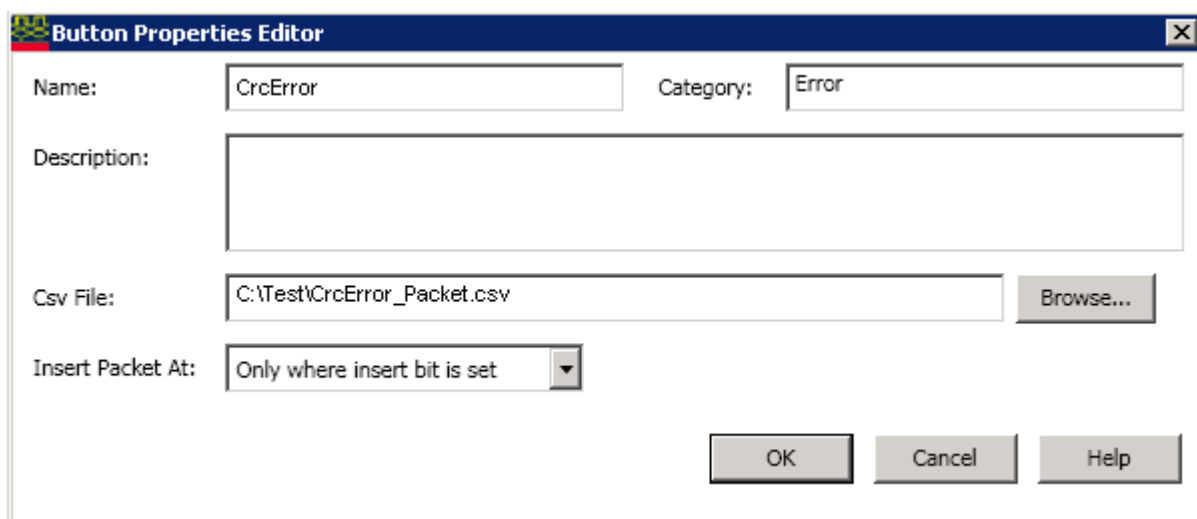 Button Properties Editor
Name: CrcError Category: Error
Description:
Csv File: C:\Test\CrcError_Packet.csv Browse...
Insert Packet At: Only where insert bit is set
OK Cancel Help